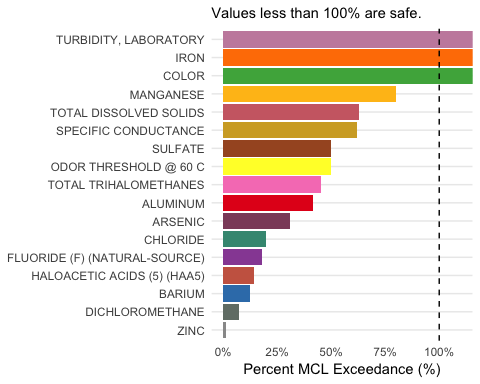 Values less than 100% are safe.
TURBIDITY, LABORATORY
IRON
COLOR
MANGANESE
TOTAL DISSOLVED SOLIDS
SPECIFIC CONDUCTANCE
SULFATE
ODOR THRESHOLD @ 60 C
TOTAL TRIHALOMETHANES
ALUMINUM
ARSENIC
CHLORIDE
FLUORIDE (F) (NATURAL-SOURCE)
HALOACETIC ACIDS (5) (HAA5)
BARIUM
DICHLOROMETHANE
ZINC
0% 25% 50% 75% 100%
Percent MCL Exceedance (%)